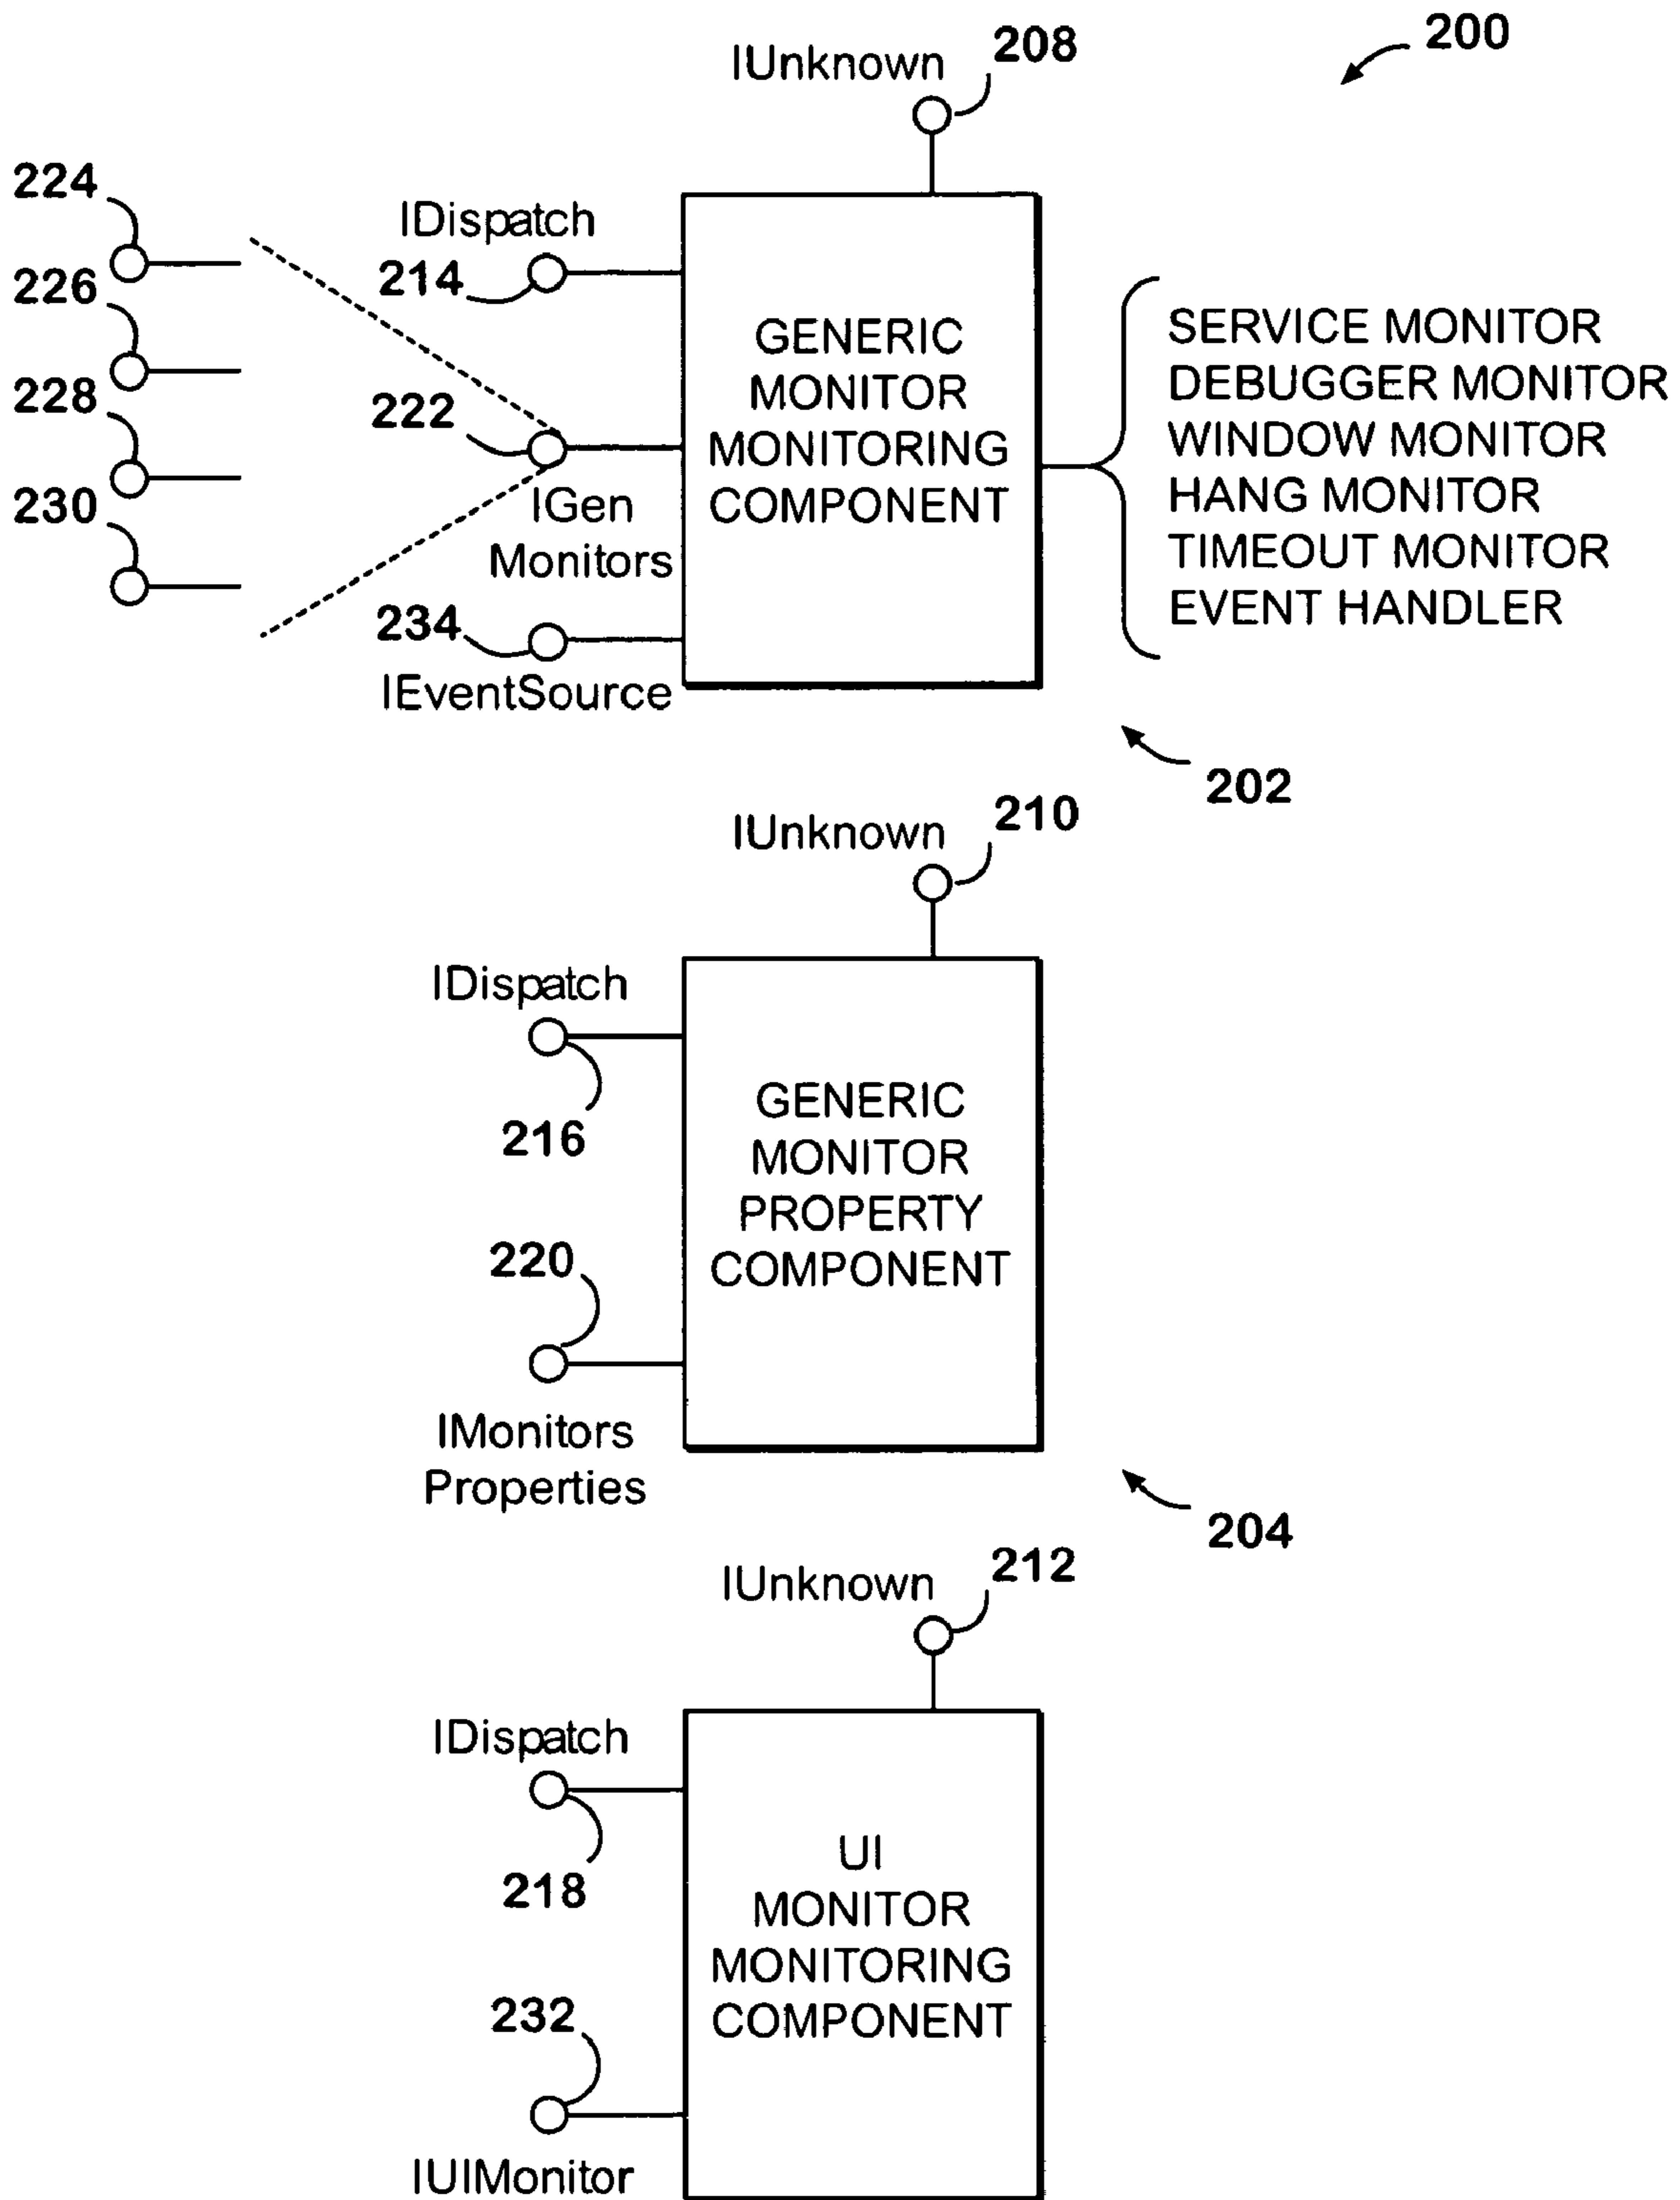 200
IUnknown 208
224
IDispatch
214
226
228
222
230
IGen
Monitors
234
IEventSource
GENERIC
MONITOR
MONITORING
COMPONENT
SERVICE MONITOR
DEBUGGER MONITOR
WINDOW MONITOR
HANG MONITOR
TIMEOUT MONITOR
EVENT HANDLER
202
IUnknown 210
IDispatch
216
220
IMonitors
Properties
GENERIC
MONITOR
PROPERTY
COMPONENT
204
IUnknown 212
IDispatch
218
232
IUIMonitor
UI
MONITOR
MONITORING
COMPONENT